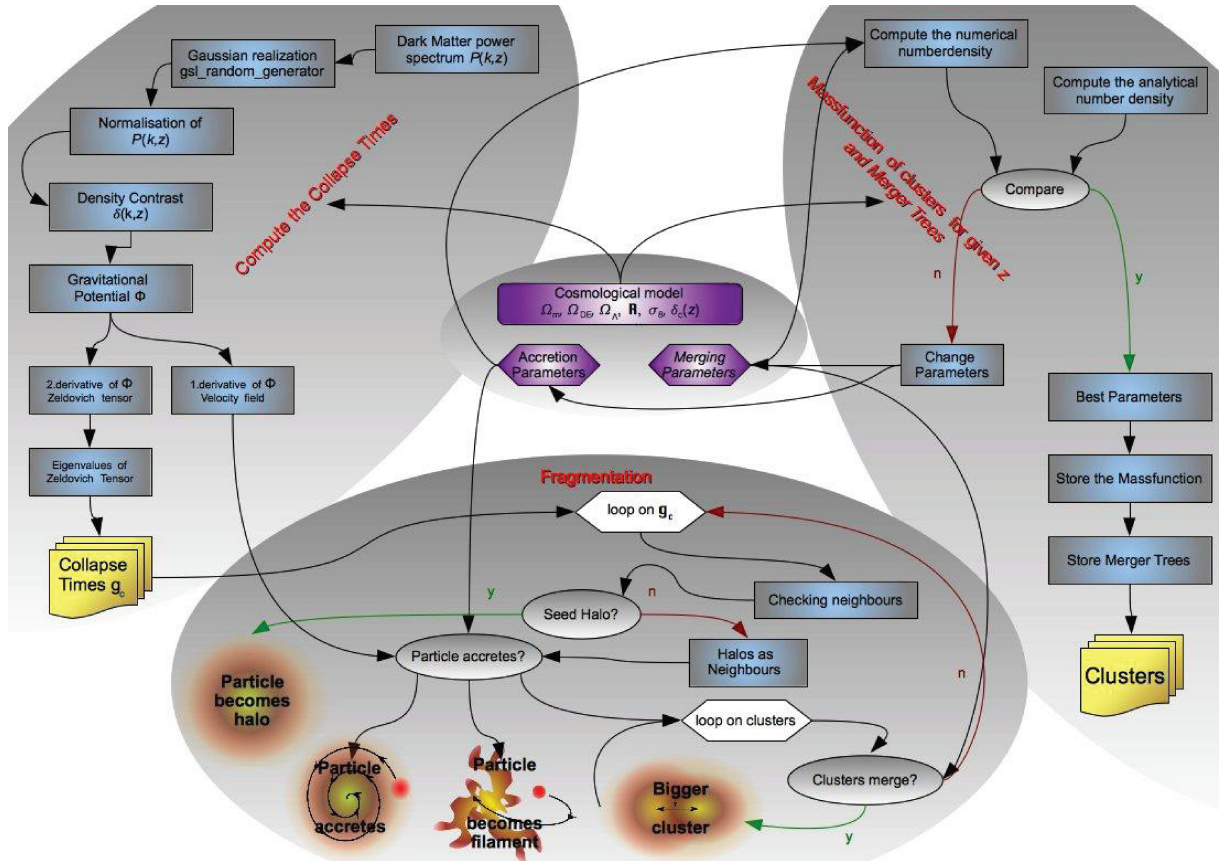 Dark Matter power
spectrum P(k,z)
Gaussian realization
gsl_random_generator
Normalisation of
P(k,z)
Density Contrast
δ(k,z)
Gravitational
Potential Φ
2.derivative of Φ
Zeldovich tensor
1.derivative of Φ
Velocity field
Eigenvalues of
Zeldovich Tensor
Collapse
Times g_c
Compute the Collapse Times
Compute the numerical
numberdensity
Compute the analytical
number density
Massfunction of clusters for given z
and Merger Trees
Compare
n
y
Cosmological model
Ω_m, Ω_DE, Ω_Λ, h, σ_8, δ_c(z)
Accretion
Parameters
Merging
Parameters
Change
Parameters
Best Parameters
Store the Massfunction
Store Merger Trees
Clusters
Fragmentation
loop on g_c
Checking neighbours
y
Seed Halo?
n
Halos as
Neighbours
Particle accretes?
n
Particle
becomes
halo
loop on clusters
Clusters merge?
y
Particle
accretes
Particle
becomes
filament
Bigger
r
cluster